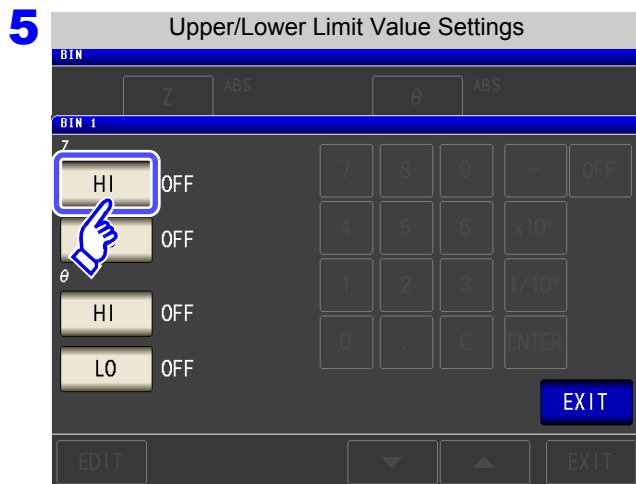 5
Upper/Lower Limit Value Settings
BIN
Z ABS θ ABS
BIN 1
Z
HI OFF
OFF
θ
HI OFF
LO OFF
7 8 9 - OFF
4 5 6 x10³
1 2 3 1/10³
0 . C ENTER
EXIT
EDIT ▼ ▲ EXIT